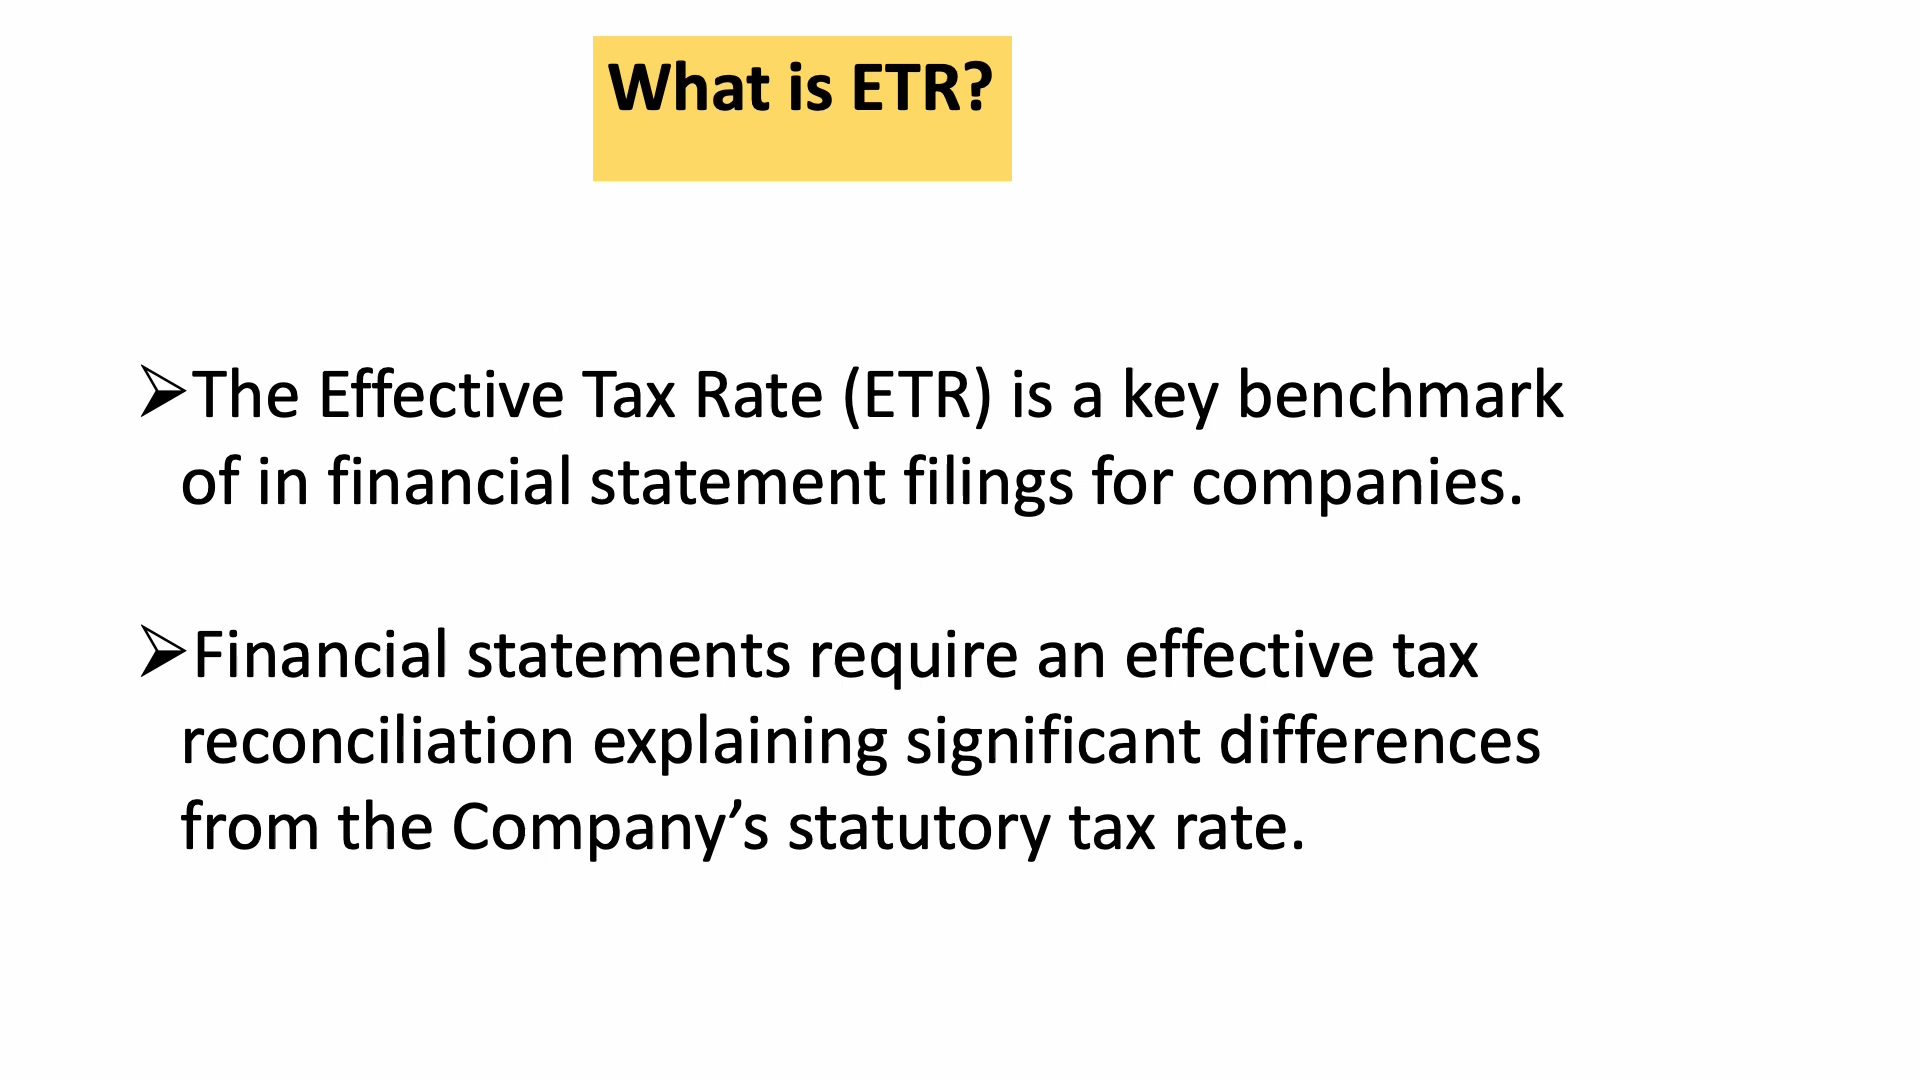 What is ETR?
➢The Effective Tax Rate (ETR) is a key benchmark
of in financial statement filings for companies.
➢Financial statements require an effective tax
reconciliation explaining significant differences
from the Company’s statutory tax rate.